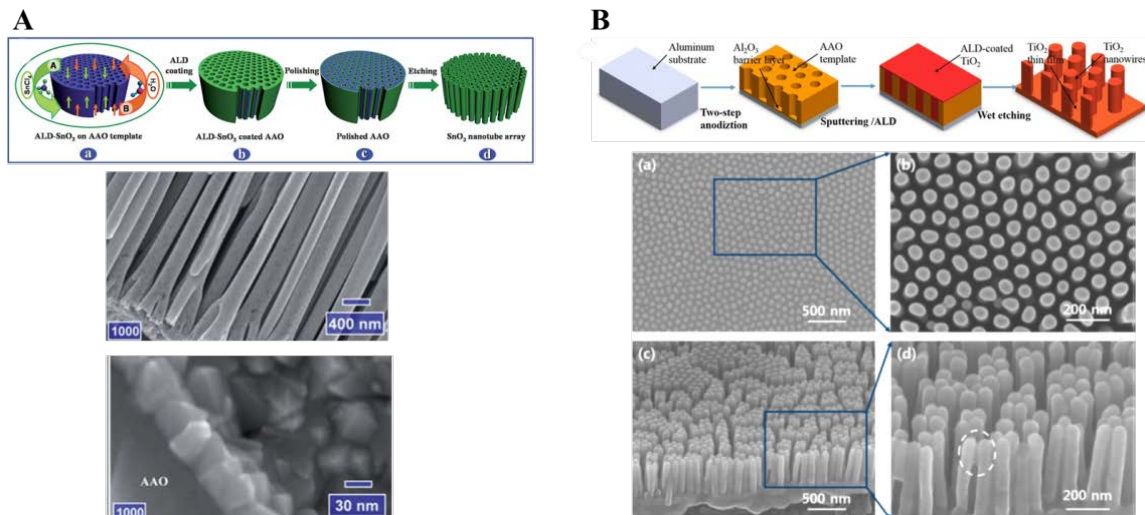 A
SnCl₄
A
H₂O
B
ALD
coating
Polishing
Etching
ALD-SnO₂ on AAO template
ALD-SnO₂ coated AAO
Polished AAO
SnO₂ nanotube array
a
b
c
d
1000
400 nm
AAO
1000
30 nm
B
Aluminum
substrate
Al₂O₃
barrier layer
AAO
template
ALD-coated
TiO₂
TiO₂
thin film
TiO₂
nanowires
Two-step
anodiztion
Sputtering /ALD
Wet etching
(a)
500 nm
(b)
200 nm
(c)
500 nm
(d)
200 nm